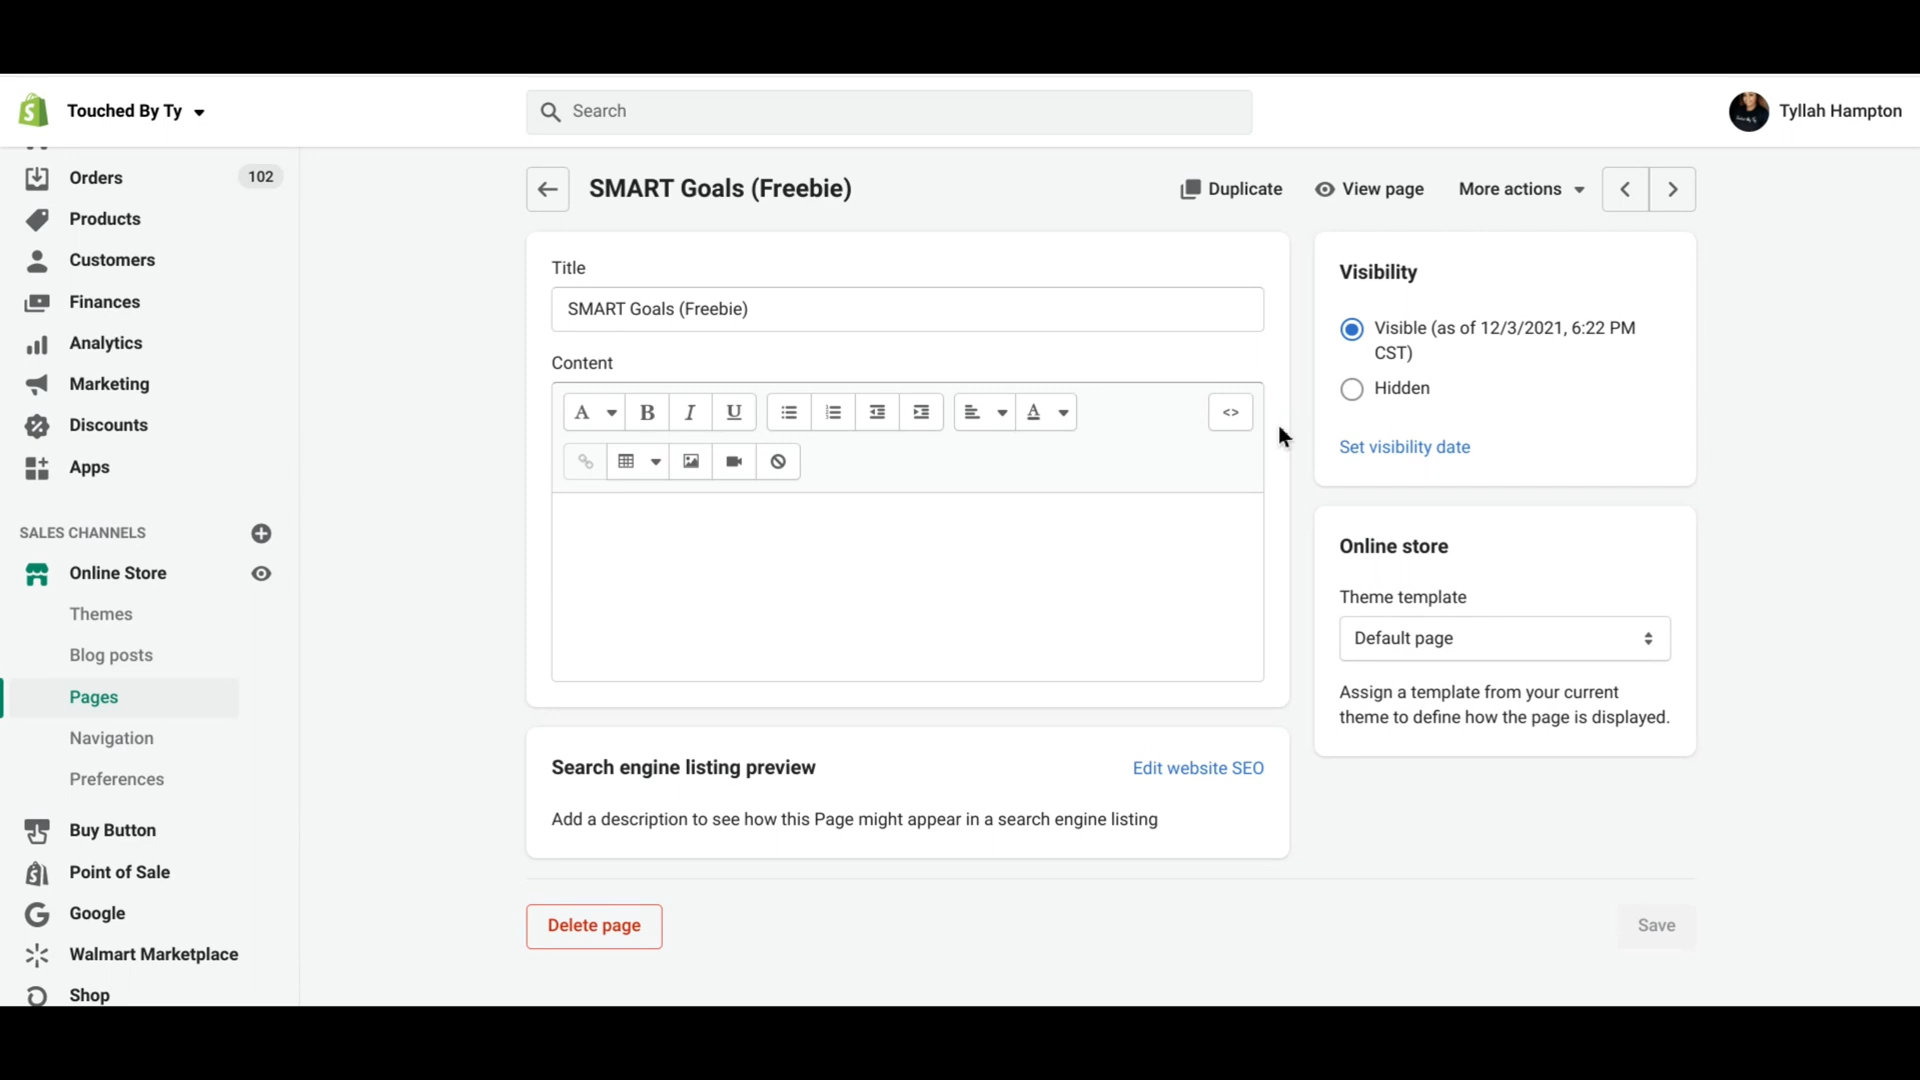 Touched By Ty
Search
Tyllah Hampton
Orders
102
Products
Customers
Finances
Analytics
Marketing
Discounts
Apps
SALES CHANNELS
Online Store
Themes
Blog posts
Pages
Navigation
Preferences
Buy Button
Point of Sale
Google
Walmart Marketplace
Shop
SMART Goals (Freebie)
Duplicate
View page
More actions
Title
SMART Goals (Freebie)
Content
A
B
I
U
A
<>
Search engine listing preview
Edit website SEO
Add a description to see how this Page might appear in a search engine listing
Delete page
Visibility
Visible (as of 12/3/2021, 6:22 PM
CST)
Hidden
Set visibility date
Online store
Theme template
Default page
Assign a template from your current
theme to define how the page is displayed.
Save